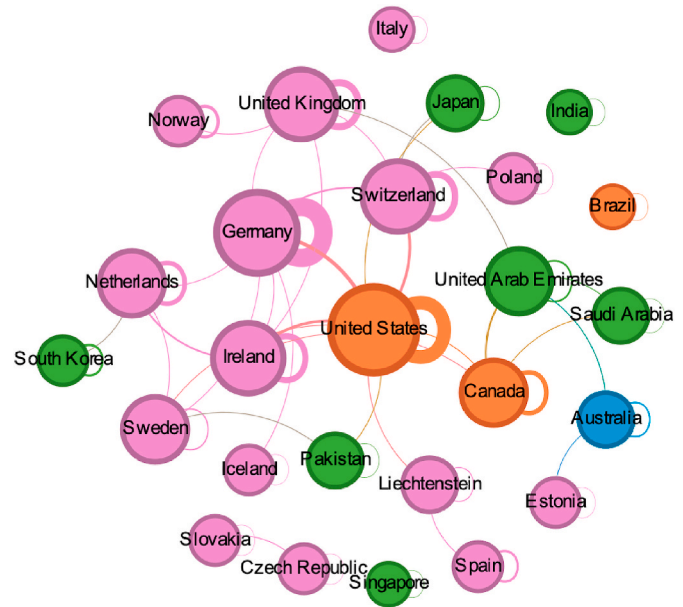 Italy
United Kingdom
Japan
India
Norway
Switzerland
Poland
Brazil
Germany
Netherlands
United Arab Emirates
Saudi Arabia
United States
South Korea
Ireland
Canada
Australia
Sweden
Pakistan
Iceland
Liechtenstein
Estonia
Slovakia
Czech Republic
Spain
Singapore